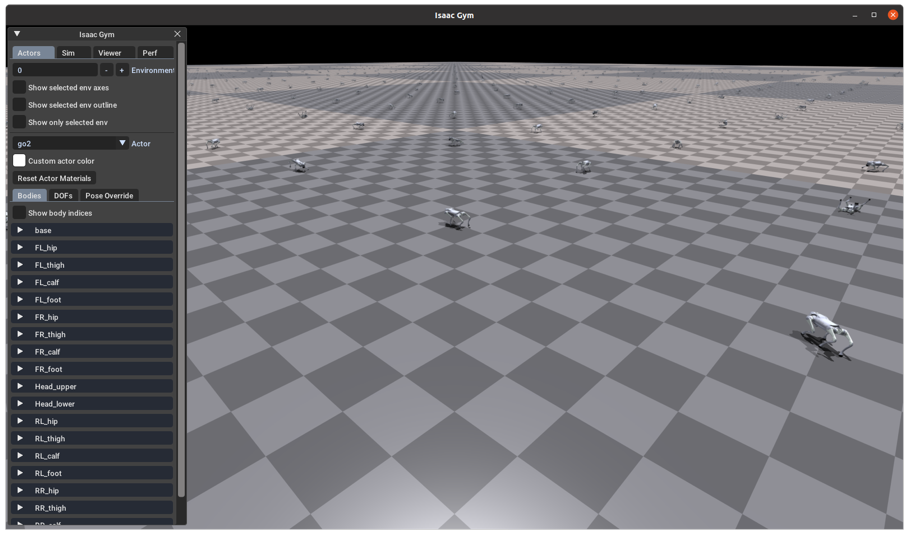 Isaac Gym
Isaac Gym
Actors Sim Viewer Perf
0 - + Environment
Show selected env axes
Show selected env outline
Show only selected env
go2 Actor
Custom actor color
Reset Actor Materials
Bodies DOFs Pose Override
Show body indices
base
FL_hip
FL_thigh
FL_calf
FL_foot
FR_hip
FR_thigh
FR_calf
FR_foot
Head_upper
Head_lower
RL_hip
RL_thigh
RL_calf
RL_foot
RR_hip
RR_thigh
RR_calf